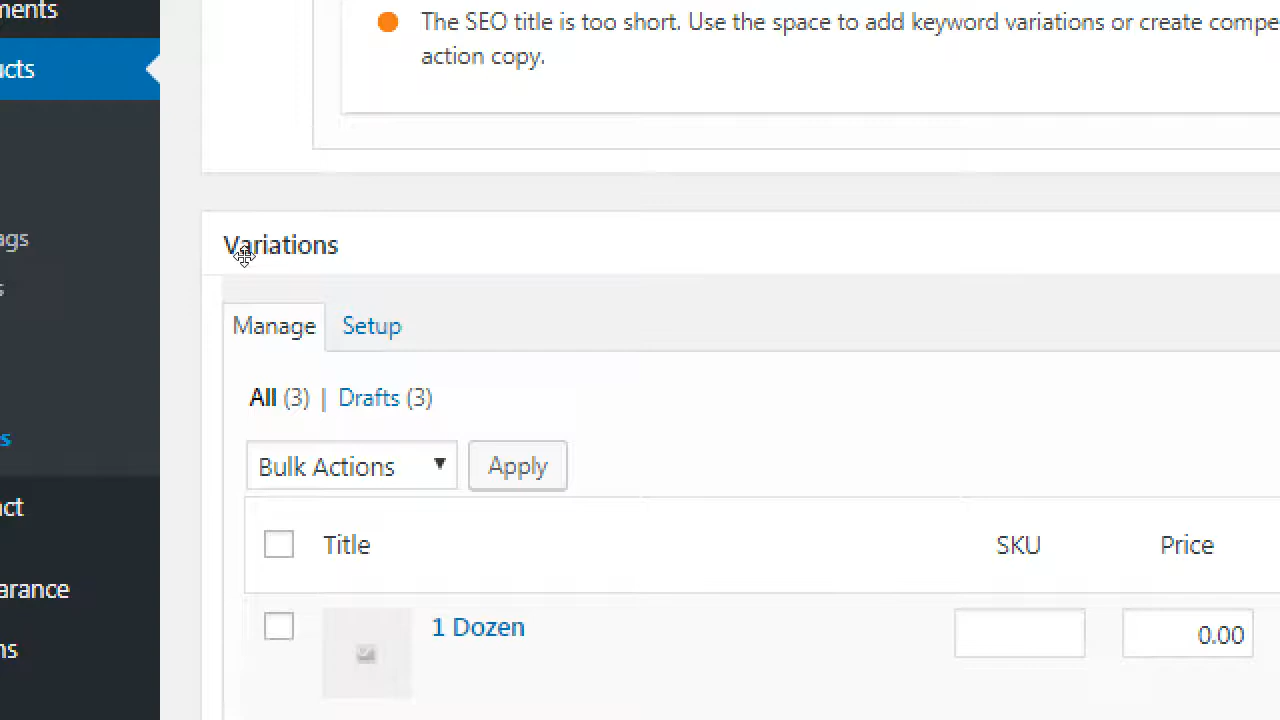 The SEO title is too short. Use the space to add keyword variations or create compe
action copy.
ments
ucts
ags
s
s
ct
arance
ns
Variations
Manage Setup
All (3) | Drafts (3)
Bulk Actions Apply
Title SKU Price
1 Dozen 0.00